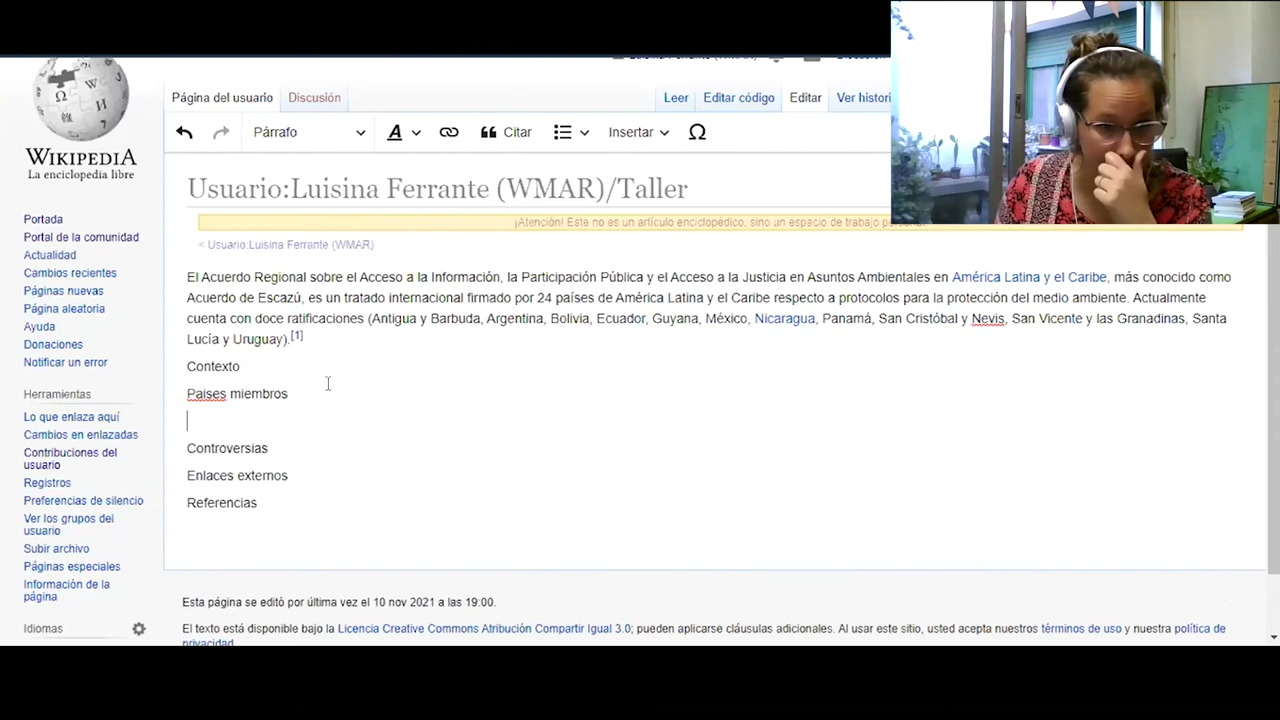 Página del usuario Discusión Leer Editar código Editar Ver histori
Párrafo A Citar Insertar Ω
WIKIPEDIA
La enciclopedia libre
Usuario:Luisina Ferrante (WMAR)/Taller
¡Atención! Este no es un artículo enciclopédico, sino un espacio de trabajo
< Usuario:Luisina Ferrante (WMAR)
El Acuerdo Regional sobre el Acceso a la Información, la Participación Pública y el Acceso a la Justicia en Asuntos Ambientales en América Latina y el Caribe, más conocido como
Acuerdo de Escazú, es un tratado internacional firmado por 24 países de América Latina y el Caribe respecto a protocolos para la protección del medio ambiente. Actualmente
cuenta con doce ratificaciones (Antigua y Barbuda, Argentina, Bolivia, Ecuador, Guyana, México, Nicaragua, Panamá, San Cristóbal y Nevis, San Vicente y las Granadinas, Santa
Lucía y Uruguay).[1]
Contexto
Paises miembros
Controversias
Enlaces externos
Referencias
Portada
Portal de la comunidad
Actualidad
Cambios recientes
Páginas nuevas
Página aleatoria
Ayuda
Donaciones
Notificar un error
Herramientas
Lo que enlaza aquí
Cambios en enlazadas
Contribuciones del
usuario
Registros
Preferencias de silencio
Ver los grupos del
usuario
Subir archivo
Páginas especiales
Información de la
página
Idiomas
Esta página se editó por última vez el 10 nov 2021 a las 19:00.
El texto está disponible bajo la Licencia Creative Commons Atribución Compartir Igual 3.0; pueden aplicarse cláusulas adicionales. Al usar este sitio, usted acepta nuestros términos de uso y nuestra política de
privacidad.